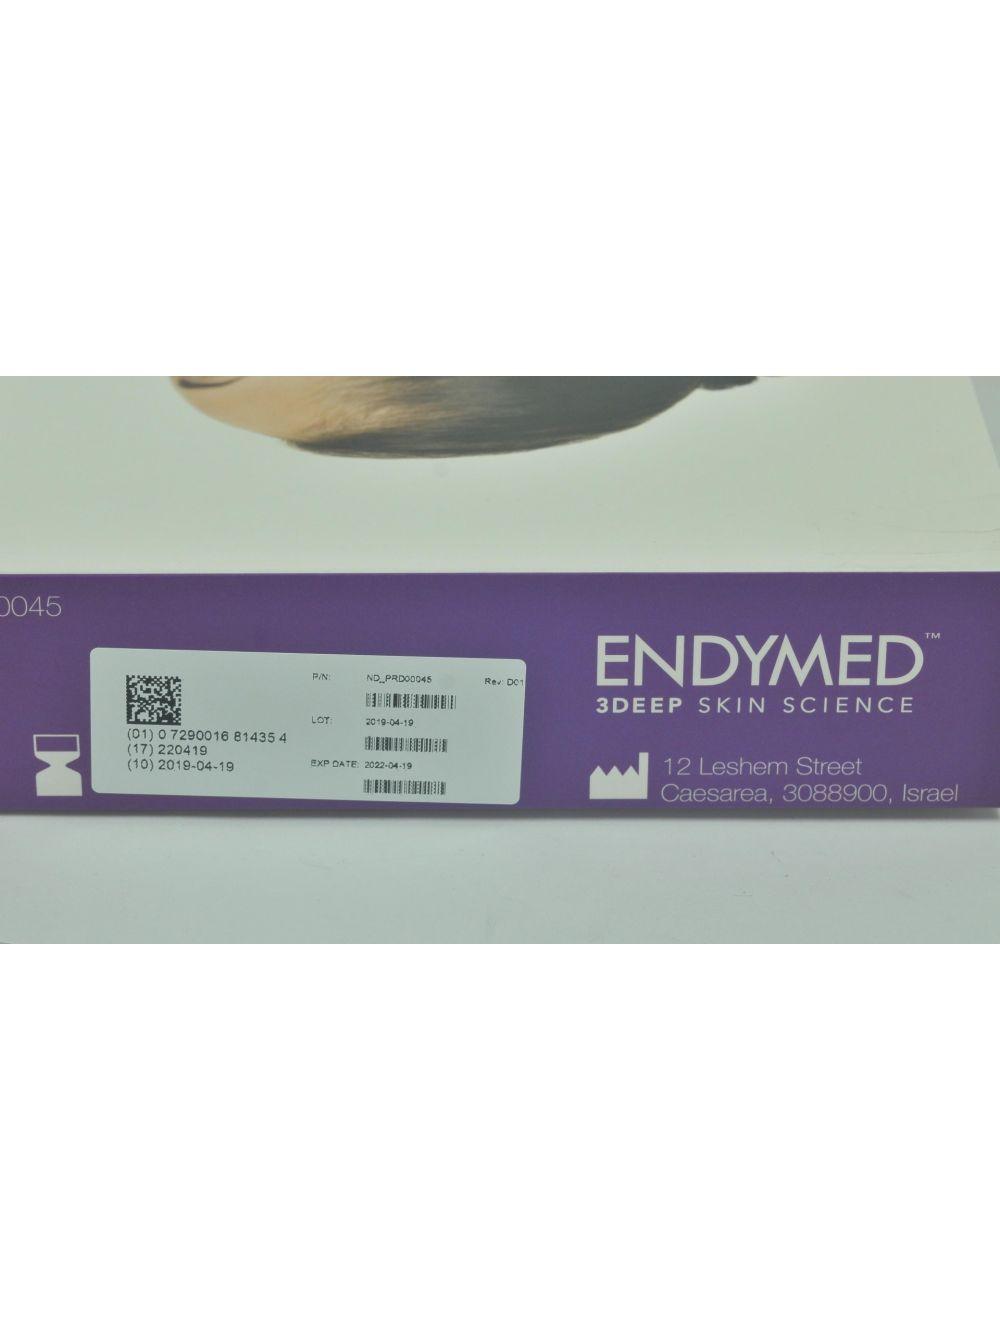 0045
P/N: ND_PRD00045 Rev: D01
LOT: 2019-04-19
(01) 0 7290016 81435 4
(17) 220419
(10) 2019-04-19
EXP DATE: 2022-04-19
ENDYMED™
3DEEP SKIN SCIENCE
12 Leshem Street
Caesarea, 3088900, Israel